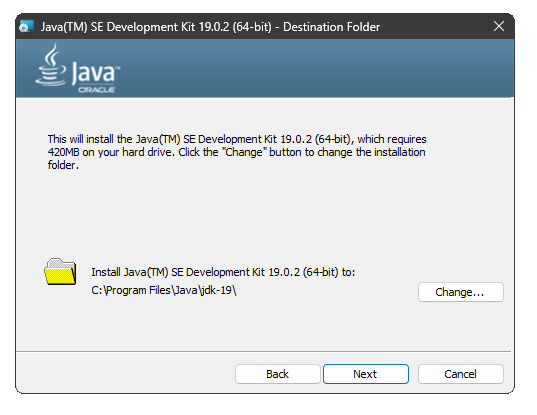 Java(TM) SE Development Kit 19.0.2 (64-bit) - Destination Folder
Java™
ORACLE
This will install the Java(TM) SE Development Kit 19.0.2 (64-bit), which requires
420MB on your hard drive. Click the "Change" button to change the installation
folder.
Install Java(TM) SE Development Kit 19.0.2 (64-bit) to:
C:\Program Files\Java\jdk-19\
Change...
Back
Next
Cancel